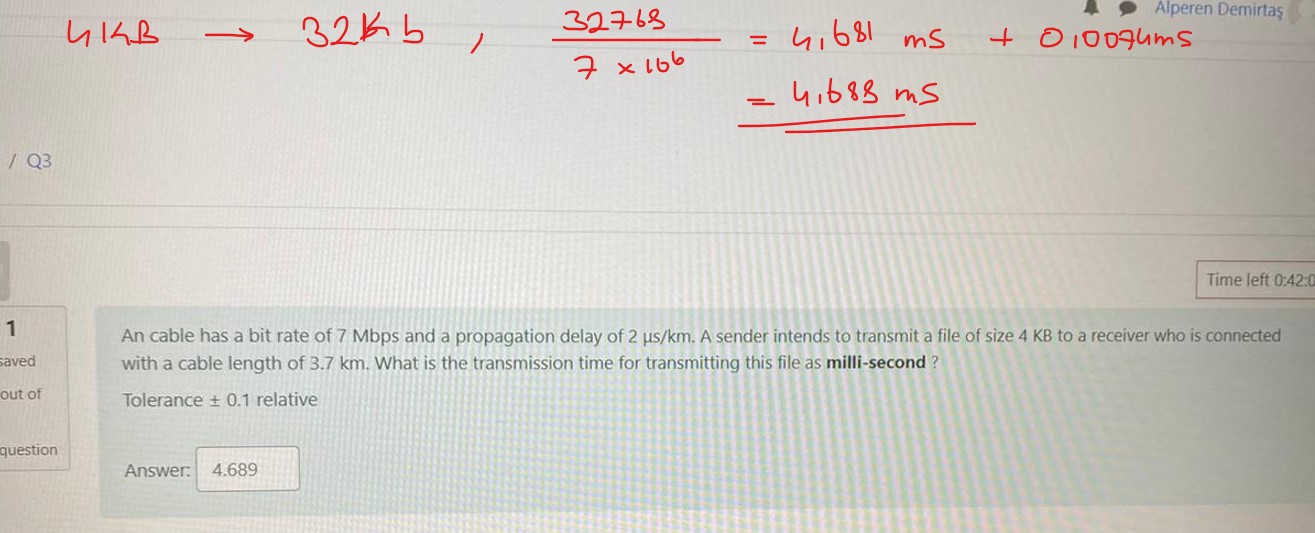 Alperen Demirtaş
4KB → 32Kb , 32768 / 7 x 10⁶ = 4,681 ms + 0,0074ms
= 4,688 ms
/ Q3
Time left 0:42:0
1
saved
out of
question
An cable has a bit rate of 7 Mbps and a propagation delay of 2 μs/km. A sender intends to transmit a file of size 4 KB to a receiver who is connected
with a cable length of 3.7 km. What is the transmission time for transmitting this file as milli-second ?
Tolerance ± 0.1 relative
Answer: 4.689